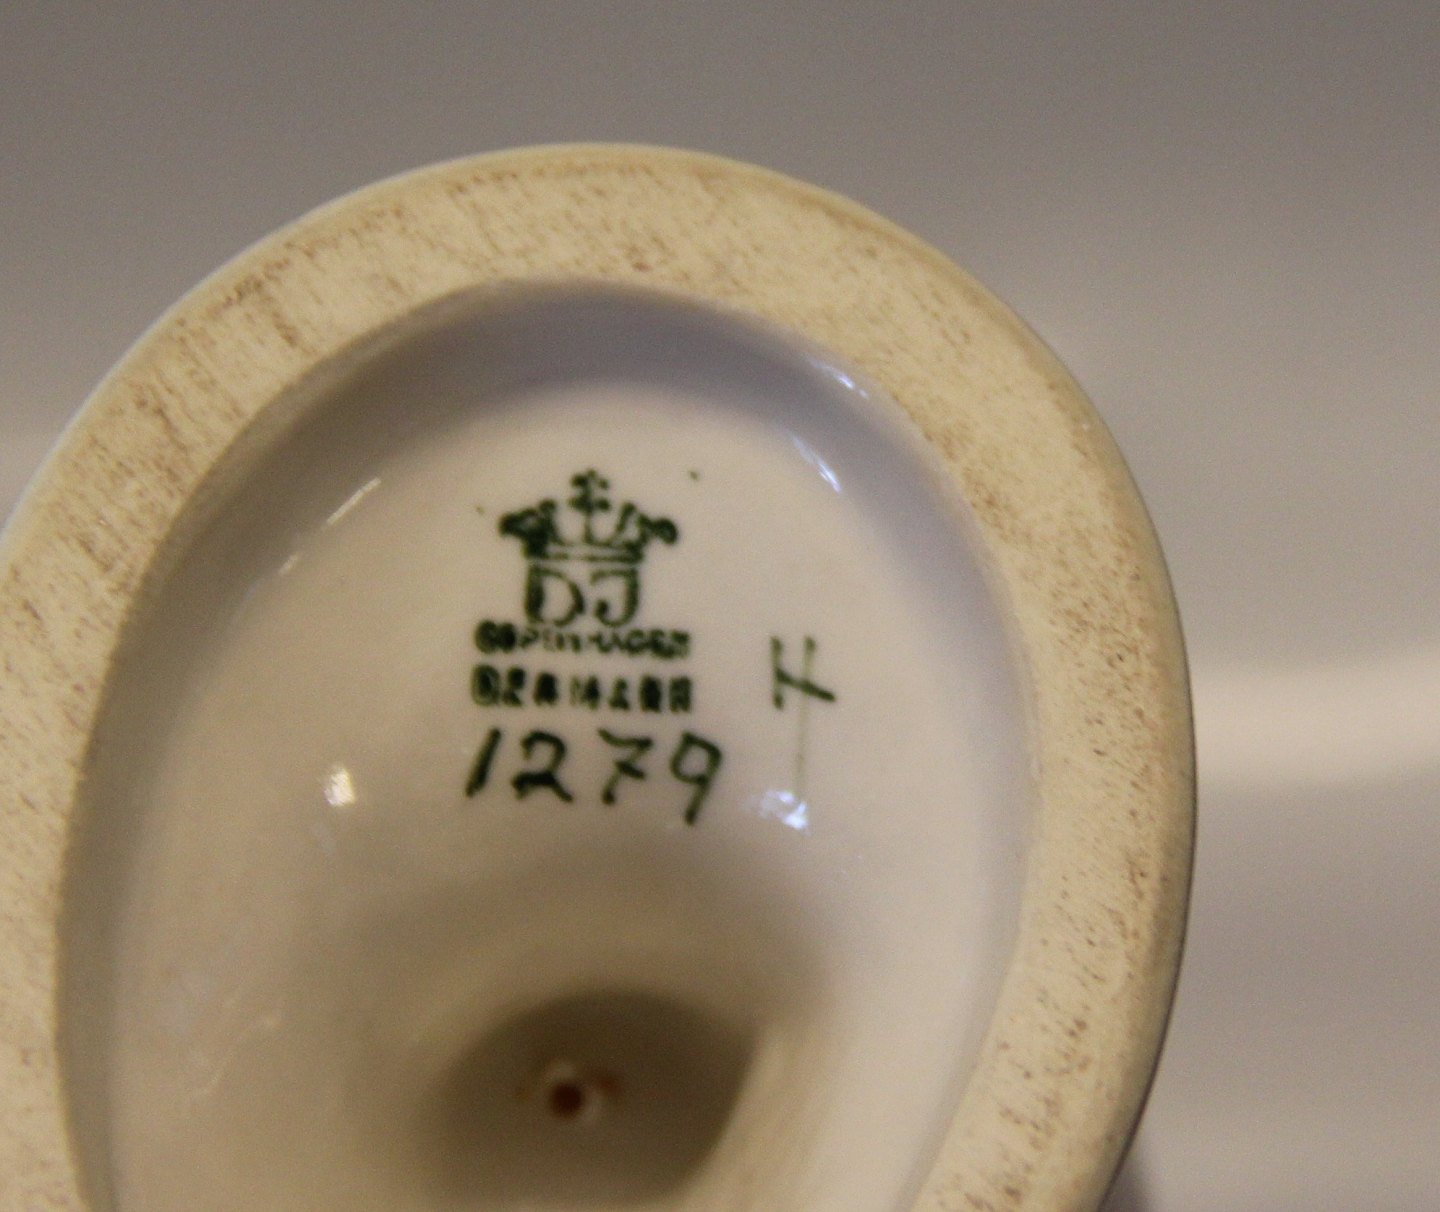 DJ
COPENHAGEN
DENMARK
1279